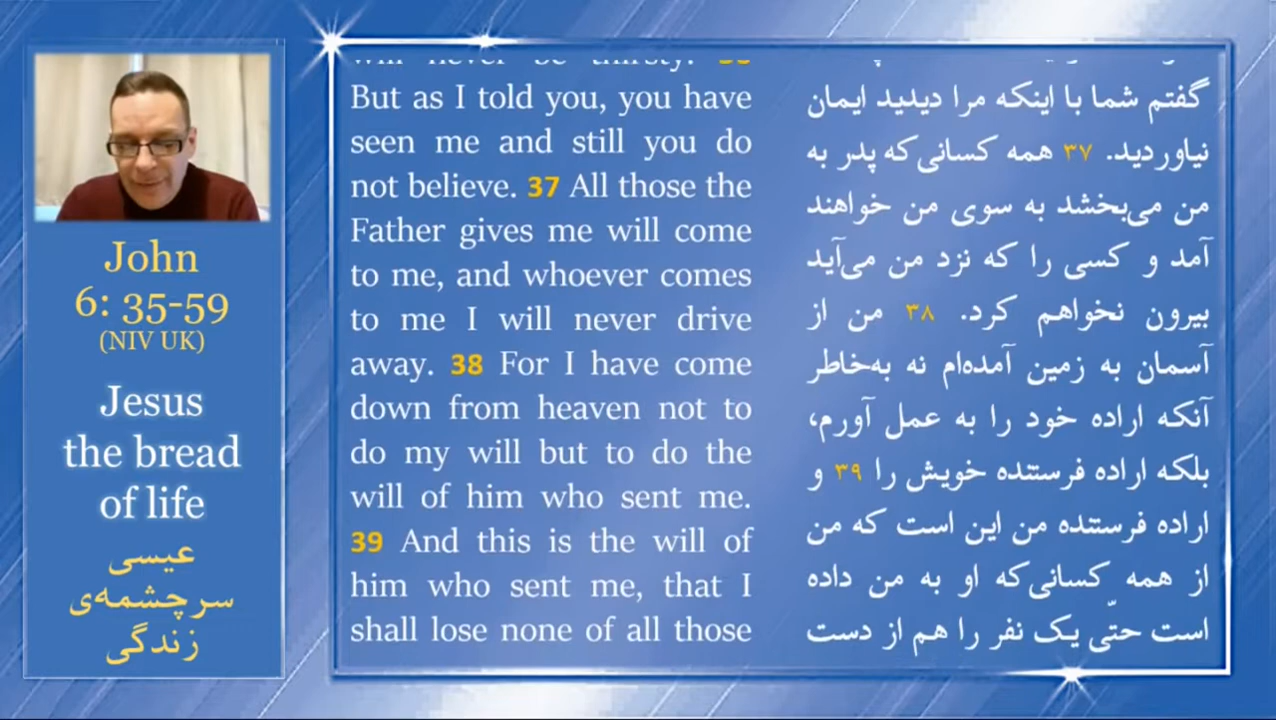 John
6: 35-59
(NIV UK)
Jesus
the bread
of life
عیسی
سرچشمه‌ی
زندگی
will never be thirsty.
But as I told you, you have
seen me and still you do
not believe. 37 All those the
Father gives me will come
to me, and whoever comes
to me I will never drive
away. 38 For I have come
down from heaven not to
do my will but to do the
will of him who sent me.
39 And this is the will of
him who sent me, that I
shall lose none of all those
گفتم شما با اینکه مرا دیدید ایمان
نیاوردید. ۳۷ همه کسانی‌که پدر به
من می‌بخشد به سوی من خواهند
آمد و کسی را که نزد من می‌آید
بیرون نخواهم کرد. ۳۸ من از
آسمان به زمین آمده‌ام نه به‌خاطر
آنکه اراده خود را به عمل آورم،
بلکه اراده فرستنده خویش را ۳۹ و
اراده فرستنده من این است که من
از همه کسانی‌که او به من داده
است حتّی یک نفر را هم از دست